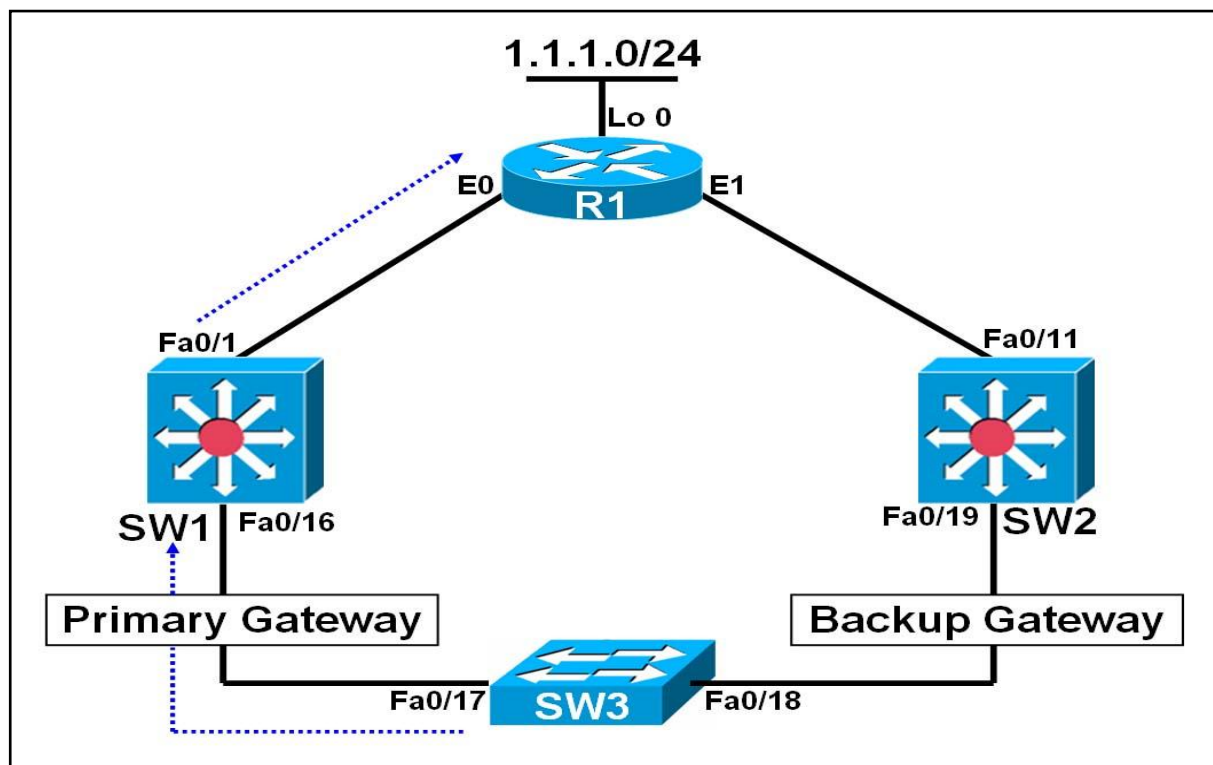 1.1.1.0/24
Lo 0
E0
E1
R1
Fa0/1
Fa0/11
SW1
Fa0/16
Fa0/19
SW2
Primary Gateway
Backup Gateway
Fa0/17
SW3
Fa0/18